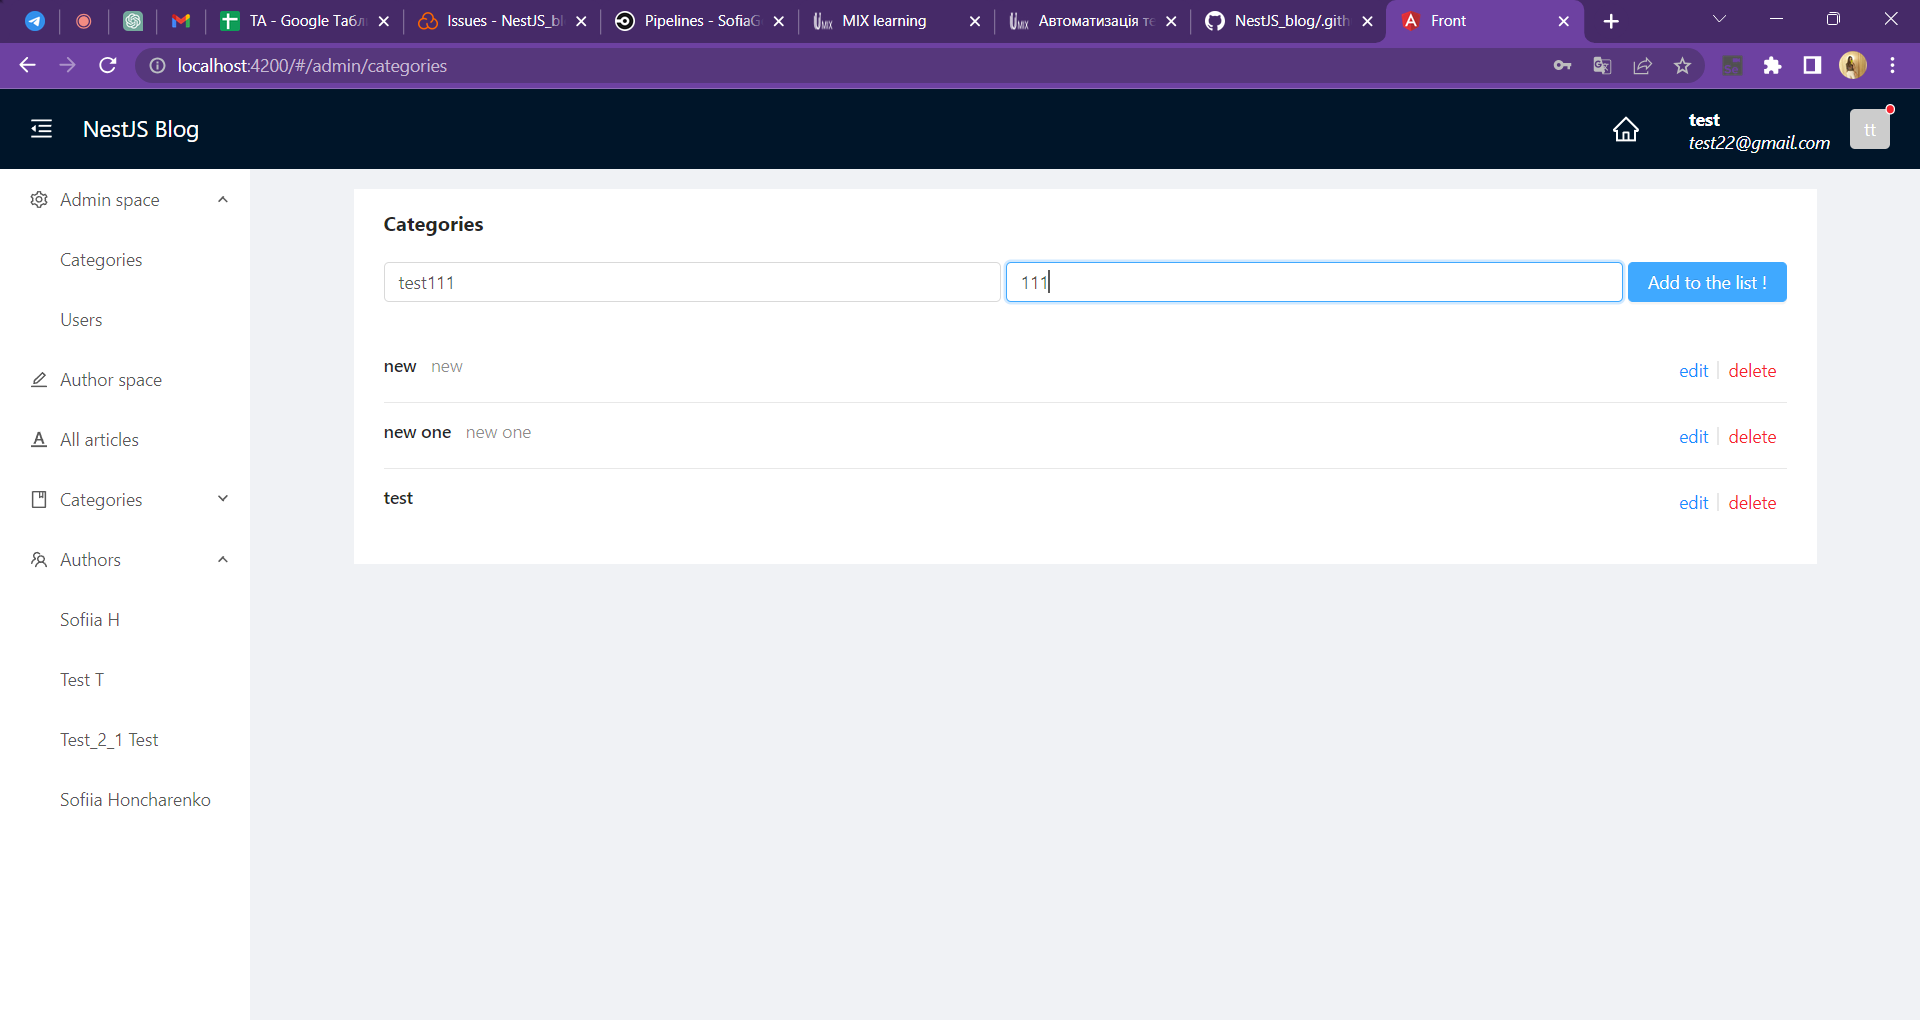 TA - Google Табл
Issues - NestJS_bl
Pipelines - SofiaG
MIX learning
Автоматизація те
NestJS_blog/.gith
Front
localhost:4200/#/admin/categories
NestJS Blog
test
test22@gmail.com
tt
Admin space
Categories
Users
Author space
All articles
Categories
Authors
Sofiia H
Test T
Test_2_1 Test
Sofiia Honcharenko
Categories
test111
111
Add to the list !
new new
edit delete
new one new one
edit delete
test
edit delete